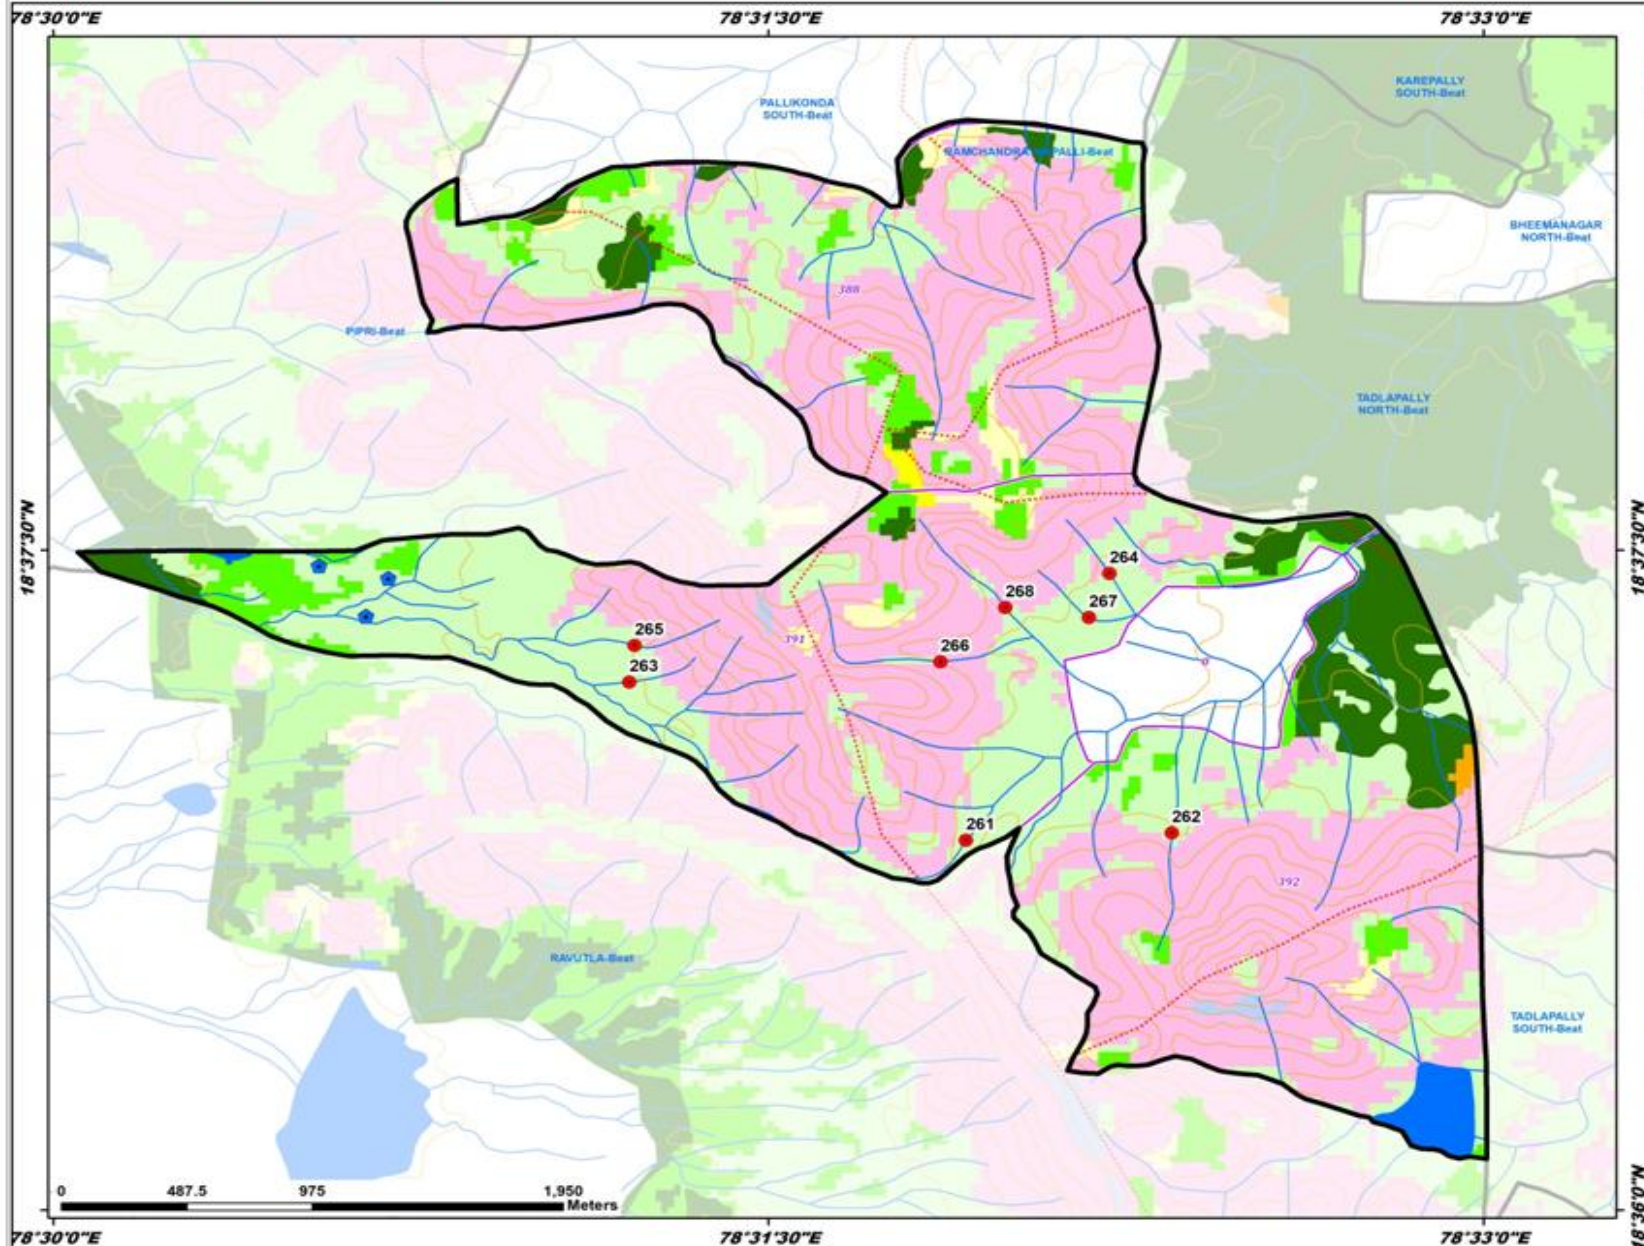 78°30'0"E
78°31'30"E
78°33'0"E
KAREPALLY
SOUTH-Beat
PALLIKONDA
SOUTH-Beat
BHEEMANAGAR
NORTH-Beat
388
PIPRI-Beat
TADLAPALLY
NORTH-Beat
18°37'30"N
18°37'30"N
264
268
267
265
391
266
263
0
261
262
392
RAVUTLA-Beat
TADLAPALLY
SOUTH-Beat
0
487.5
975
1,950
Meters
18°36'0"N
78°30'0"E
78°31'30"E
78°33'0"E